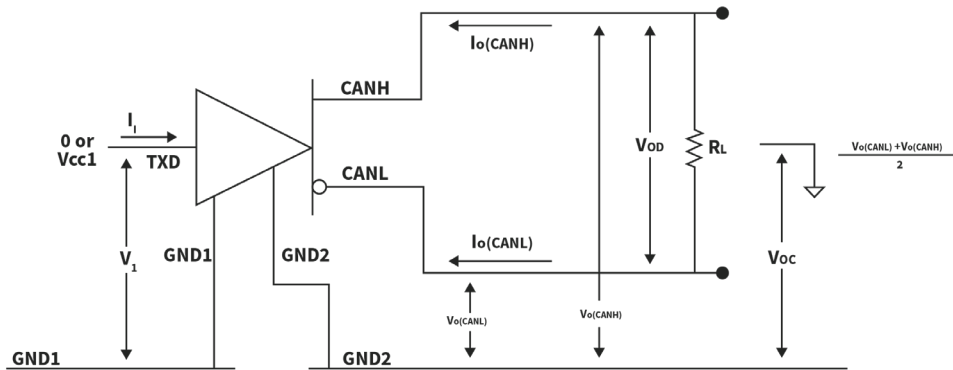 Io(CANH)
CANH
II
0 or
Vcc1
TXD
VOD
RL
Vo(CANL) +Vo(CANH)
2
CANL
Io(CANL)
V1
GND1
GND2
VOC
Vo(CANL)
Vo(CANH)
GND1
GND2